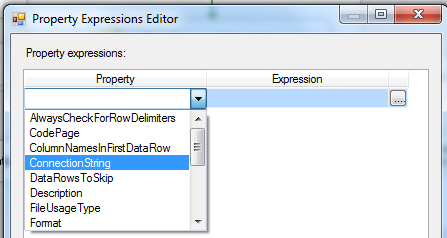 Property Expressions Editor
Property expressions:
Property Expression
...
AlwaysCheckForRowDelimiters
CodePage
ColumnNamesInFirstDataRow
ConnectionString
DataRowsToSkip
Description
FileUsageType
Format